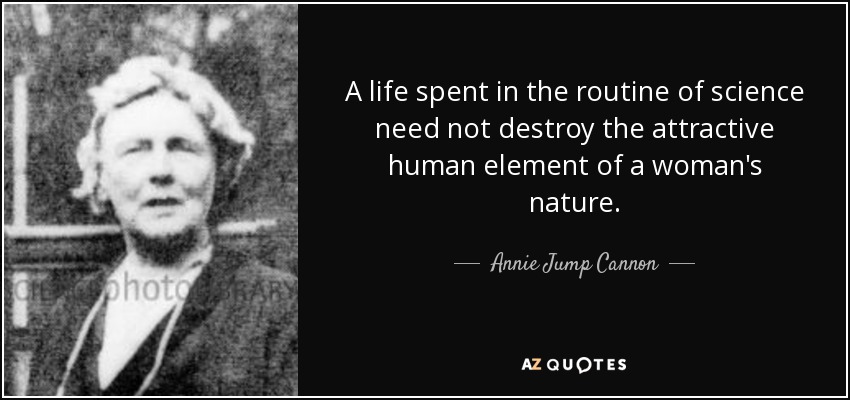 A life spent in the routine of science
need not destroy the attractive
human element of a woman's
nature.
Annie Jump Cannon
AZ QUOTES
SCIENCEphotoLIBRARY